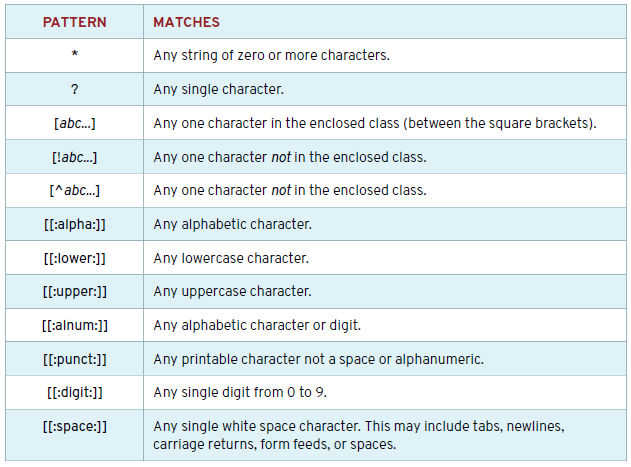 PATTERN MATCHES
* Any string of zero or more characters.
? Any single character.
[abc...] Any one character in the enclosed class (between the square brackets).
[!abc...] Any one character not in the enclosed class.
[^abc...] Any one character not in the enclosed class.
[[:alpha:]] Any alphabetic character.
[[:lower:]] Any lowercase character.
[[:upper:]] Any uppercase character.
[[:alnum:]] Any alphabetic character or digit.
[[:punct:]] Any printable character not a space or alphanumeric.
[[:digit:]] Any single digit from 0 to 9.
[[:space:]] Any single white space character. This may include tabs, newlines,
carriage returns, form feeds, or spaces.